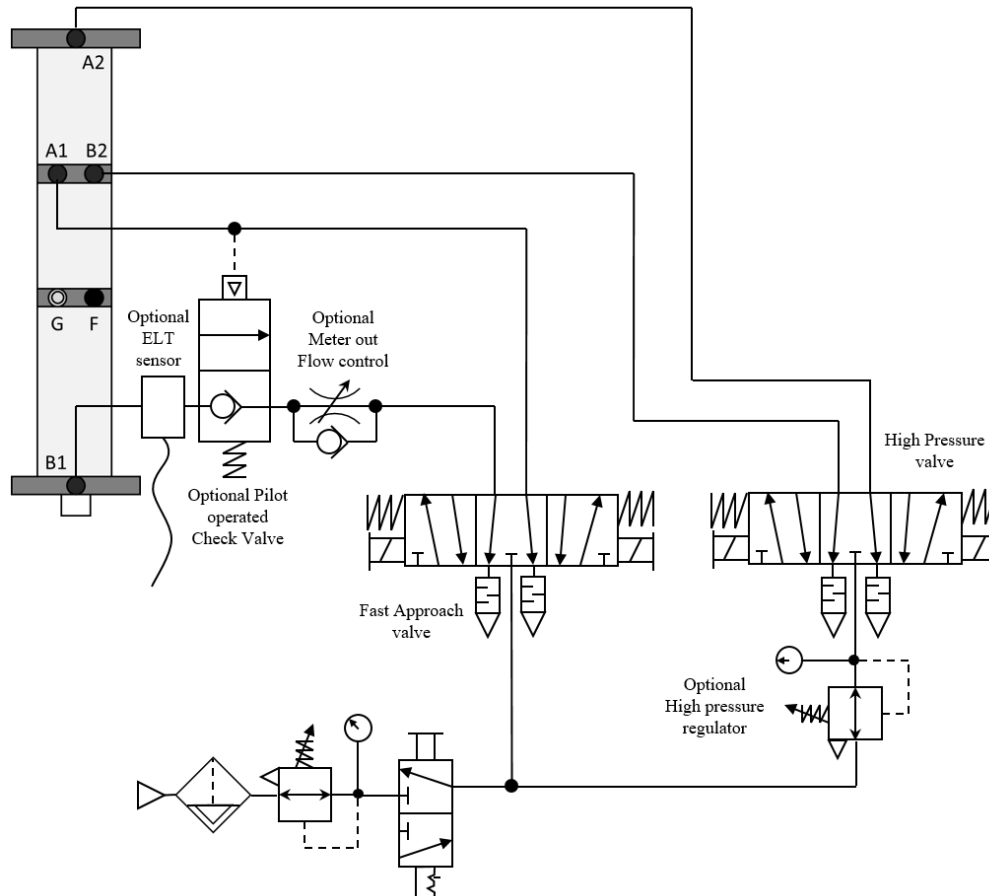 A2
A1 B2
G F
B1
Optional
ELT
sensor
Optional
Meter out
Flow control
Optional Pilot
operated
Check Valve
High Pressure
valve
Fast Approach
valve
Optional
High pressure
regulator